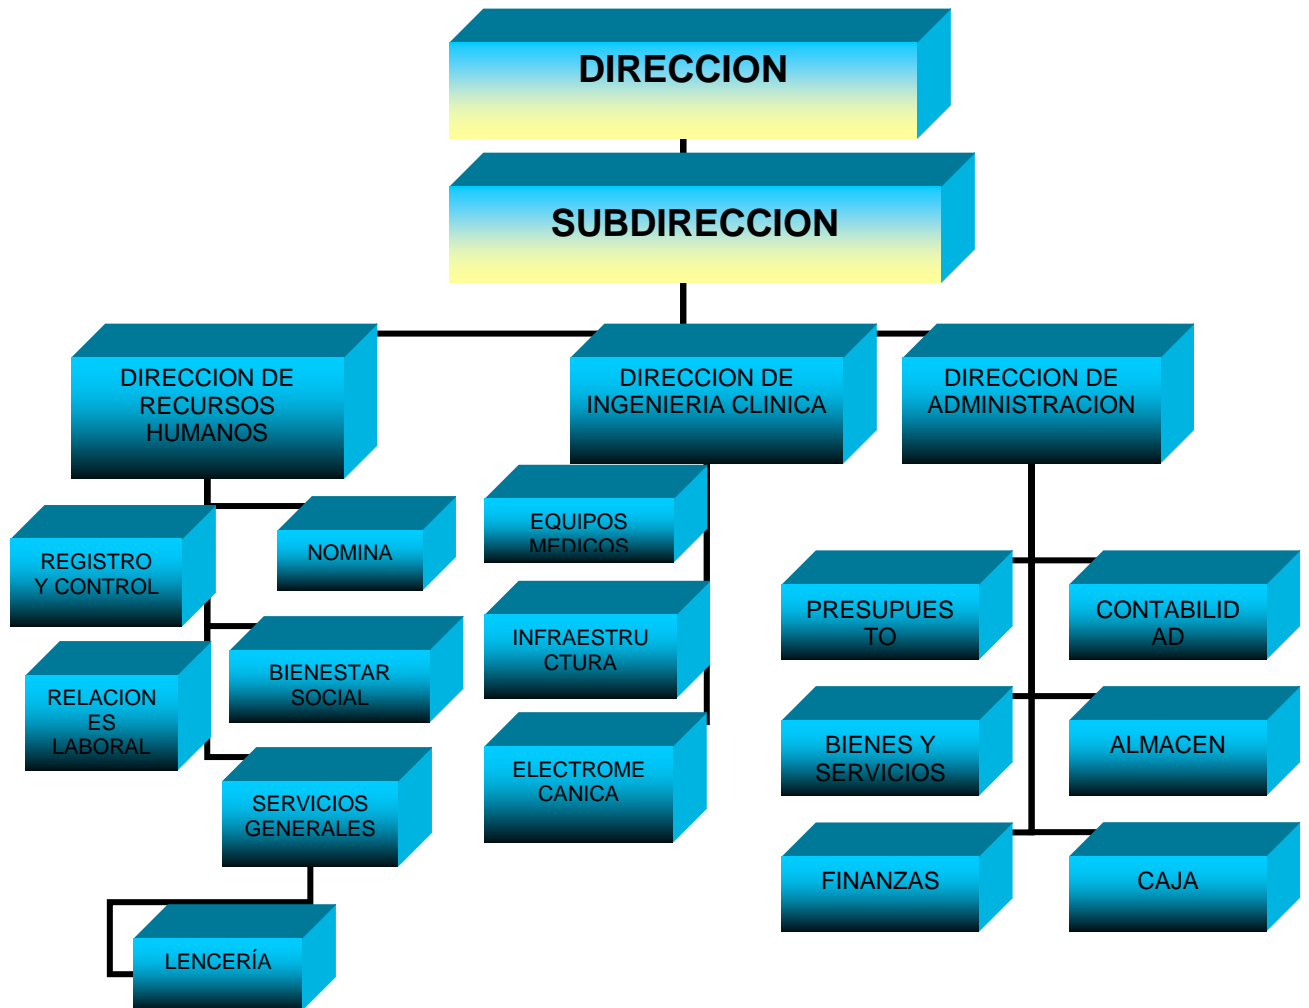 DIRECCION
SUBDIRECCION
DIRECCION DE
RECURSOS
HUMANOS
DIRECCION DE
INGENIERIA CLINICA
DIRECCION DE
ADMINISTRACION
REGISTRO
Y CONTROL
NOMINA
EQUIPOS
MEDICOS
RELACION
ES
LABORAL
BIENESTAR
SOCIAL
INFRAESTRU
CTURA
PRESUPUES
TO
CONTABILID
AD
SERVICIOS
GENERALES
ELECTROME
CANICA
BIENES Y
SERVICIOS
ALMACEN
FINANZAS
CAJA
LENCERÍA